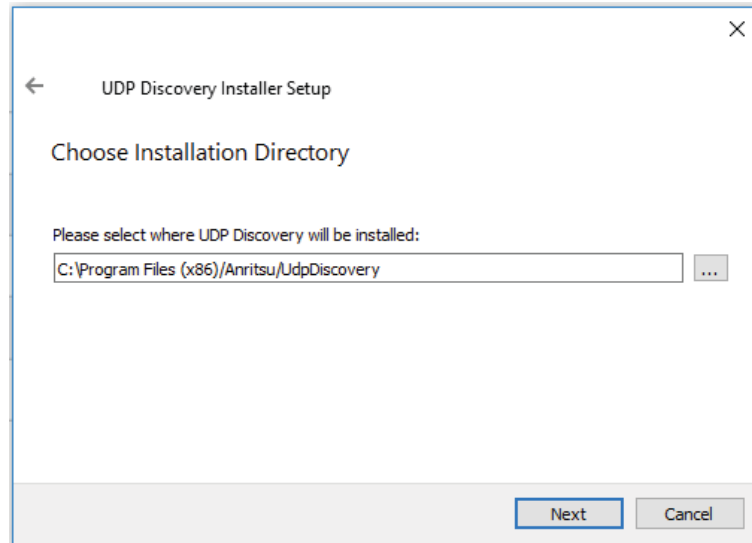 UDP Discovery Installer Setup
Choose Installation Directory
Please select where UDP Discovery will be installed:
C:\Program Files (x86)/Anritsu/UdpDiscovery
...
Next
Cancel